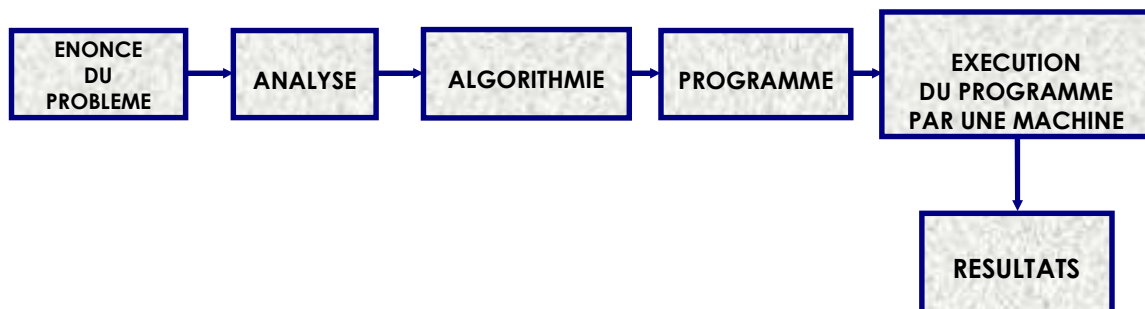 ENONCE
DU
PROBLEME
ANALYSE
ALGORITHMIE
PROGRAMME
EXECUTION
DU PROGRAMME
PAR UNE MACHINE
RESULTATS